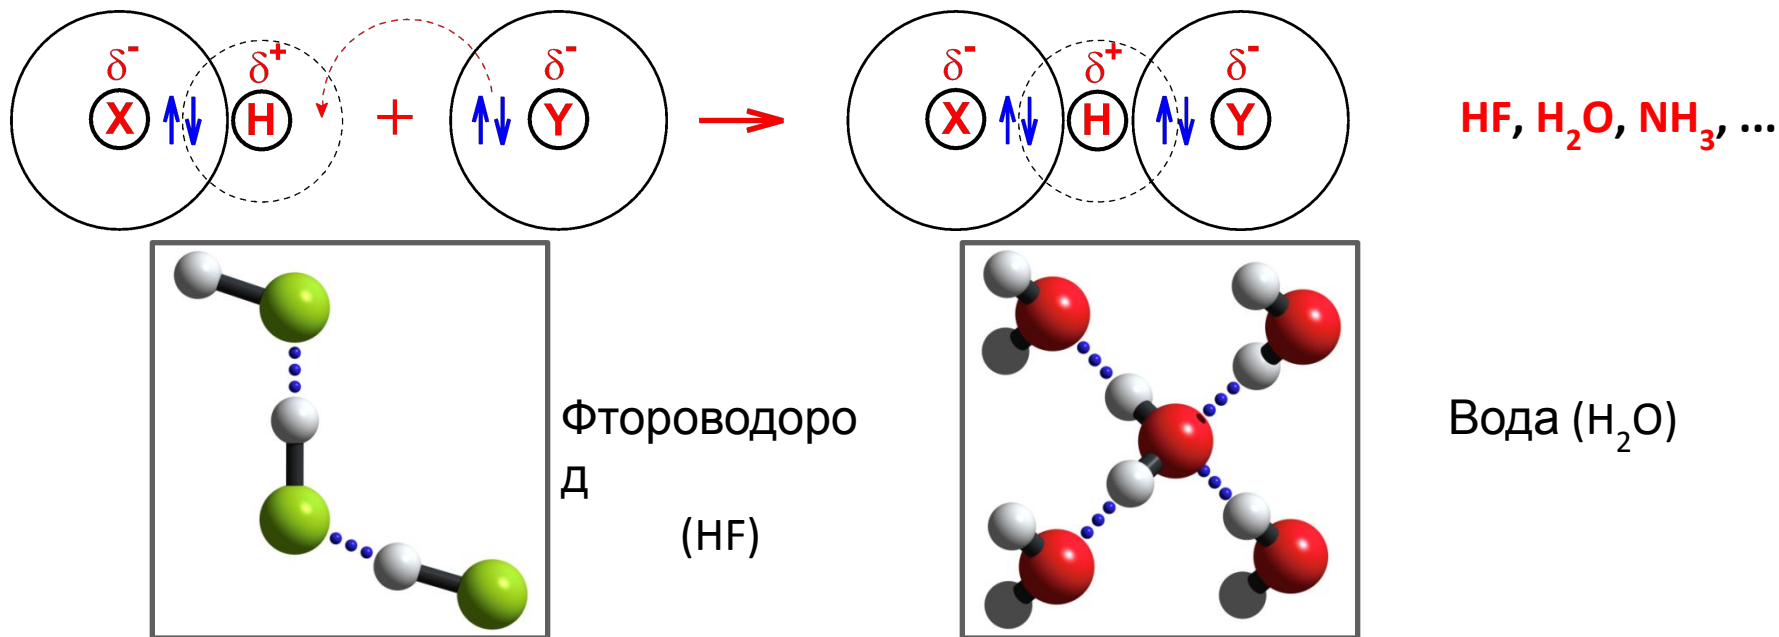 δ⁻ δ⁺ δ⁻ δ⁻ δ⁺ δ⁻
X H + Y X H Y HF, H₂O, NH₃, ...
Фтороводоро
д
(HF)
Вода (H₂O)